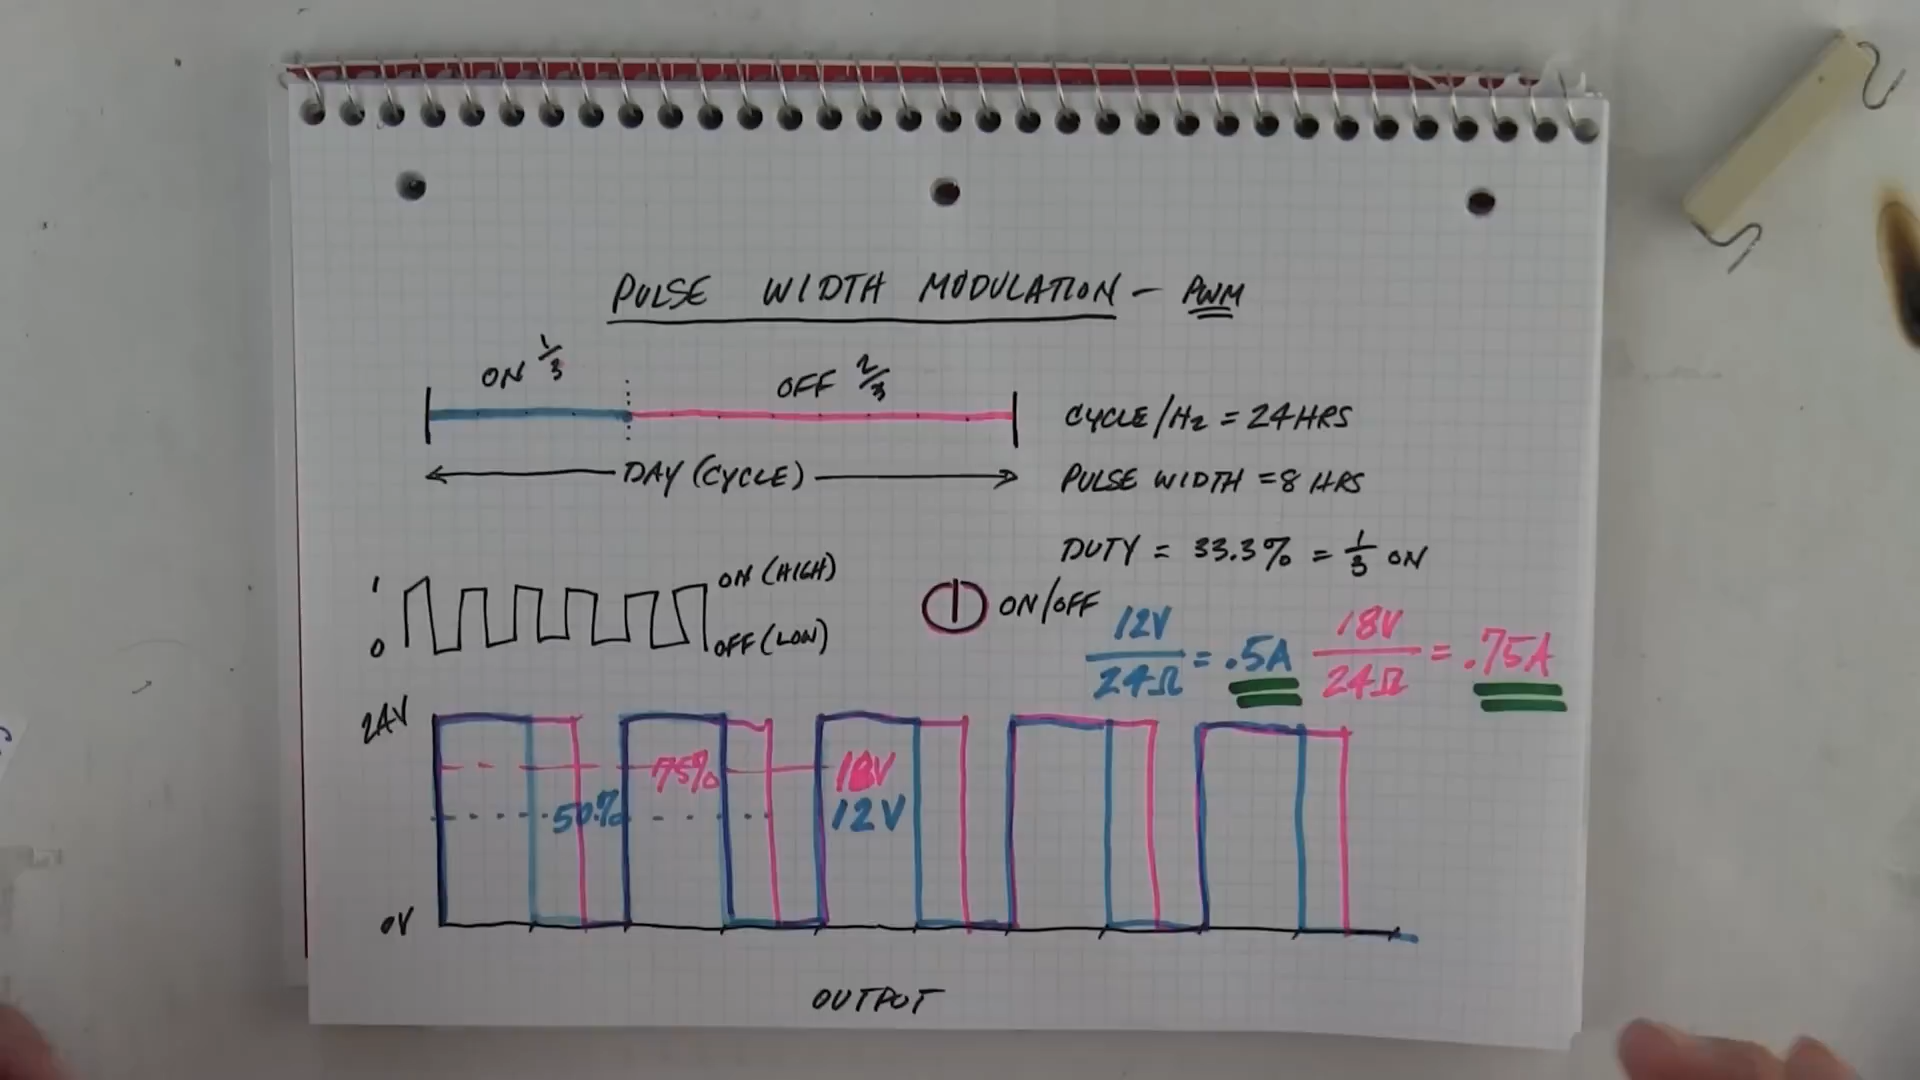 PULSE WIDTH MODULATION - PWM
ON 1/3
OFF 2/3
DAY (CYCLE)
CYCLE/Hz = 24 HRS
PULSE WIDTH = 8 HRS
DUTY = 33.3% = 1/3 ON
1
0
ON (HIGH)
OFF (LOW)
ON/OFF
12V/24Ω = .5A
18V/24Ω = .75A
24V
75%
18V
50%
12V
0V
OUTPUT